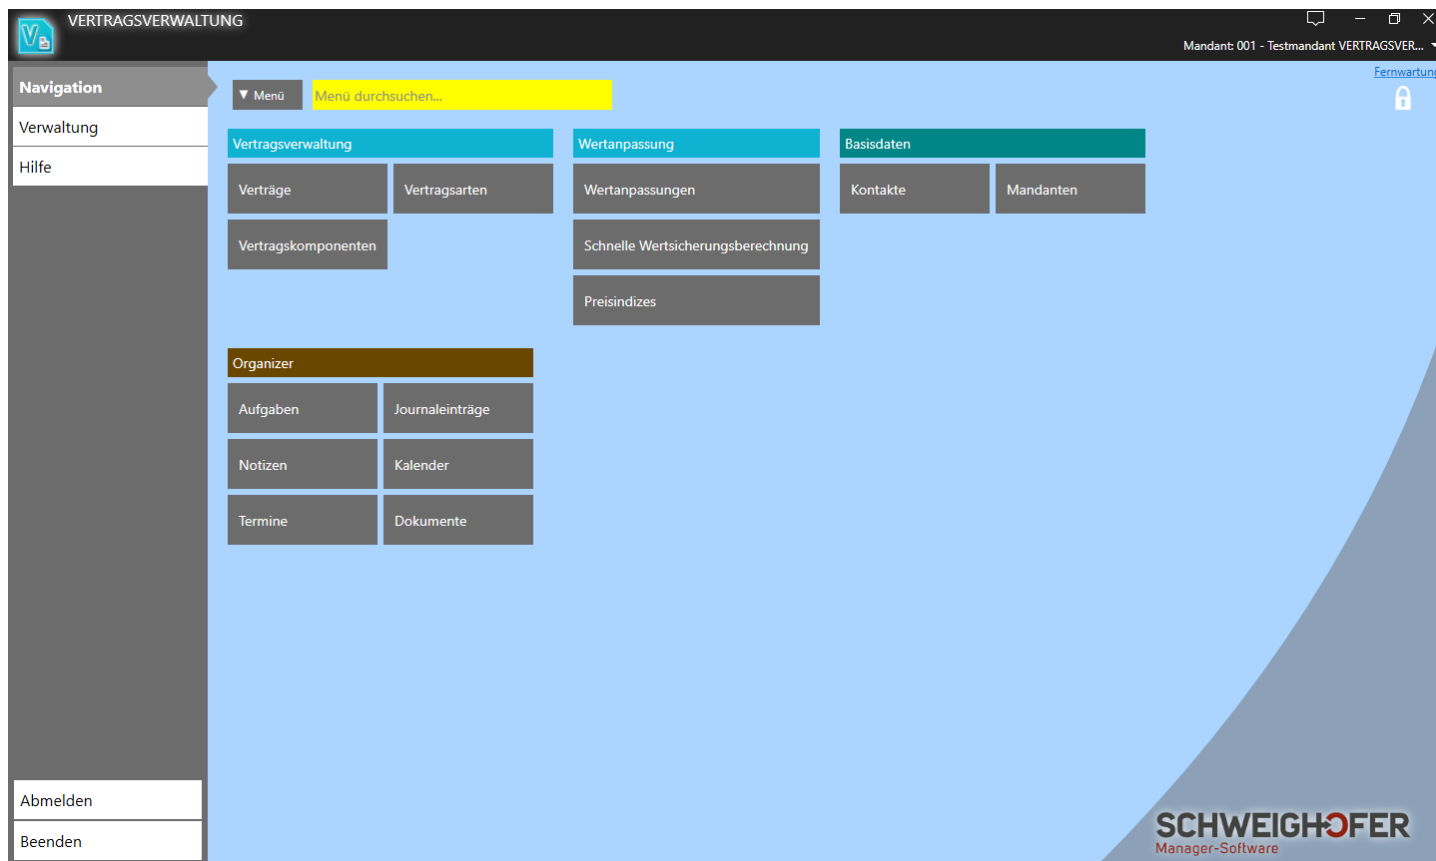 VERTRAGSVERWALTUNG
Mandant: 001 - Testmandant VERTRAGSVER...
Navigation
Verwaltung
Hilfe
Fernwartung
Menü
Menü durchsuchen...
Vertragsverwaltung
Verträge
Vertragsarten
Vertragskomponenten
Wertanpassung
Wertanpassungen
Schnelle Wertsicherungsberechnung
Preisindizes
Basisdaten
Kontakte
Mandanten
Organizer
Aufgaben
Journaleinträge
Notizen
Kalender
Termine
Dokumente
Abmelden
Beenden
SCHWEIGHOFER
Manager-Software